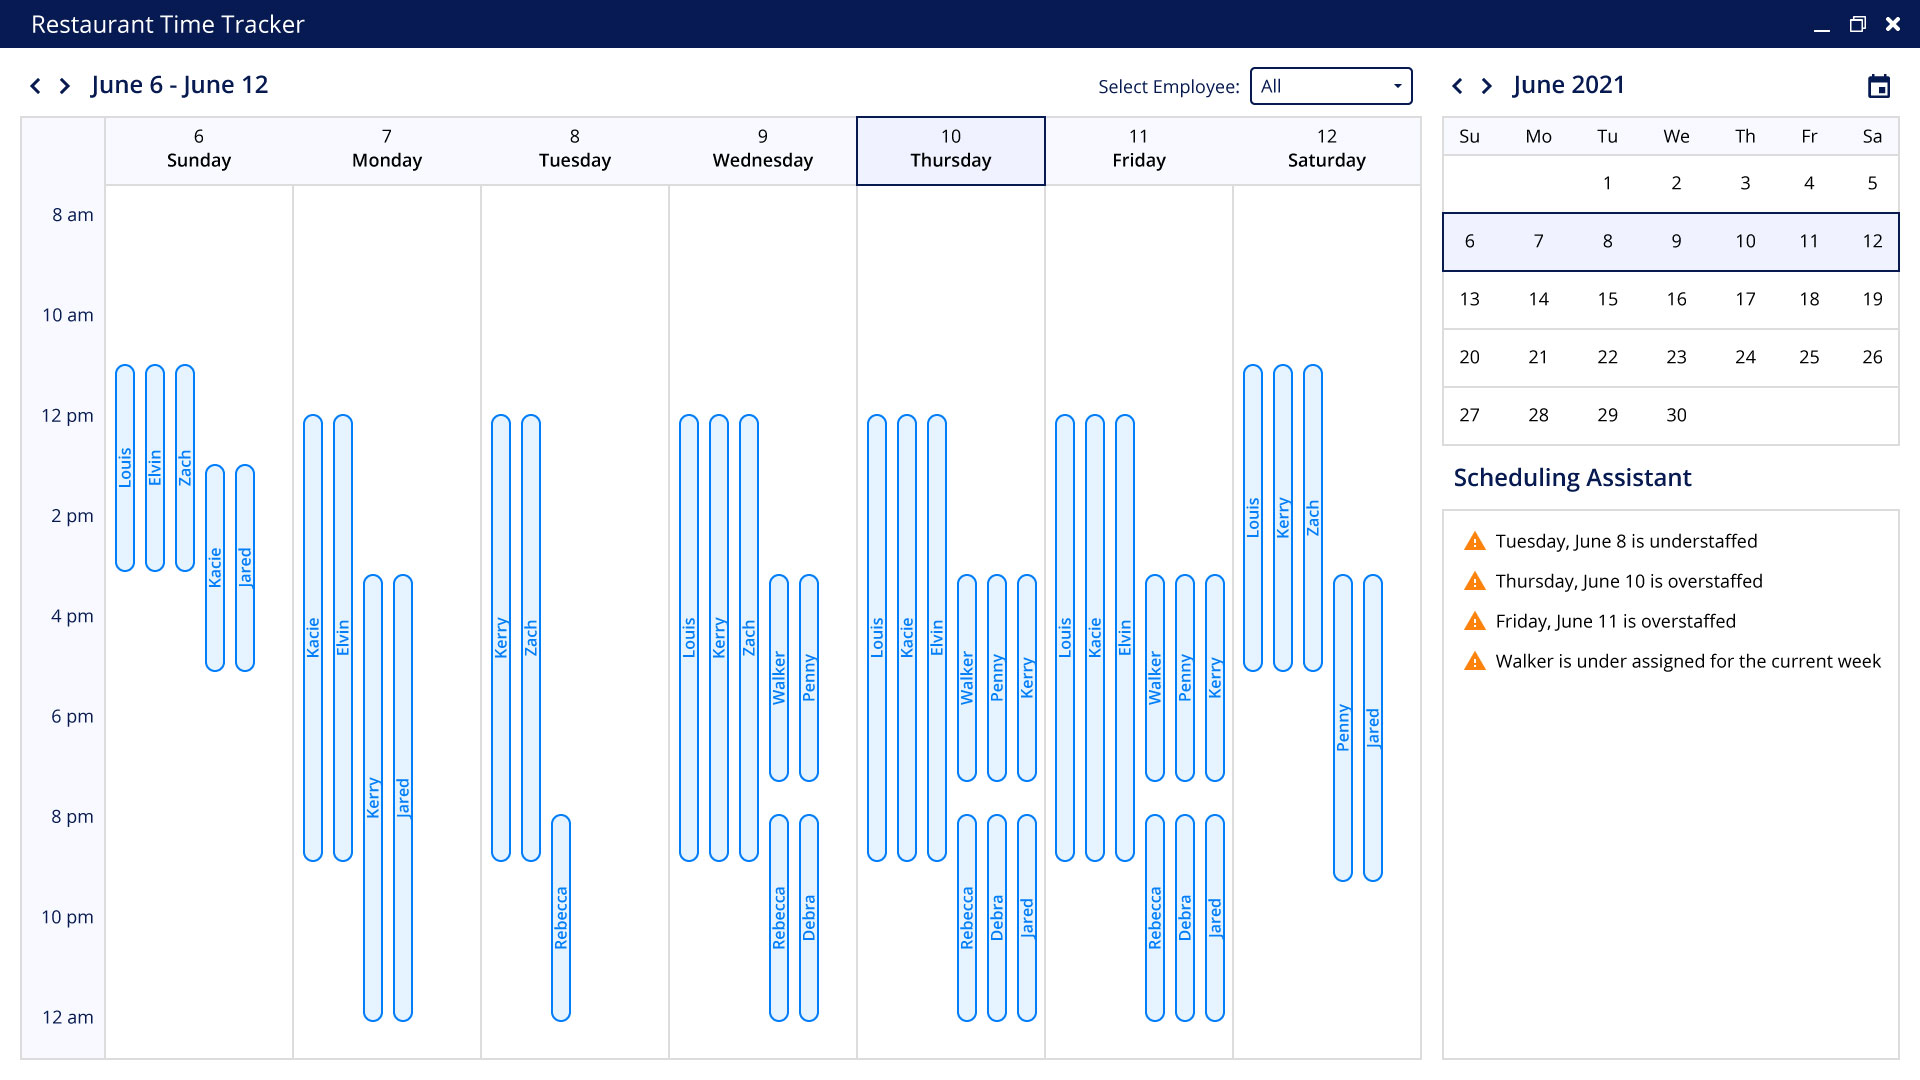 Restaurant Time Tracker
June 6 - June 12
Select Employee: All
6 7 8 9 10 11 12
Sunday Monday Tuesday Wednesday Thursday Friday Saturday
8 am
10 am
12 pm
2 pm
4 pm
6 pm
8 pm
10 pm
12 am
Louis
Elvin
Zach
Kacie
Jared
Kacie
Elvin
Kerry
Jared
Kerry
Zach
Rebecca
Louis
Kerry
Zach
Walker
Penny
Rebecca
Debra
Louis
Kacie
Elvin
Walker
Penny
Kerry
Rebecca
Debra
Jared
Louis
Kacie
Elvin
Walker
Penny
Kerry
Rebecca
Debra
Jared
Louis
Kerry
Zach
Penny
Jared
June 2021
Su Mo Tu We Th Fr Sa
1 2 3 4 5
6 7 8 9 10 11 12
13 14 15 16 17 18 19
20 21 22 23 24 25 26
27 28 29 30
Scheduling Assistant
Tuesday, June 8 is understaffed
Thursday, June 10 is overstaffed
Friday, June 11 is overstaffed
Walker is under assigned for the current week